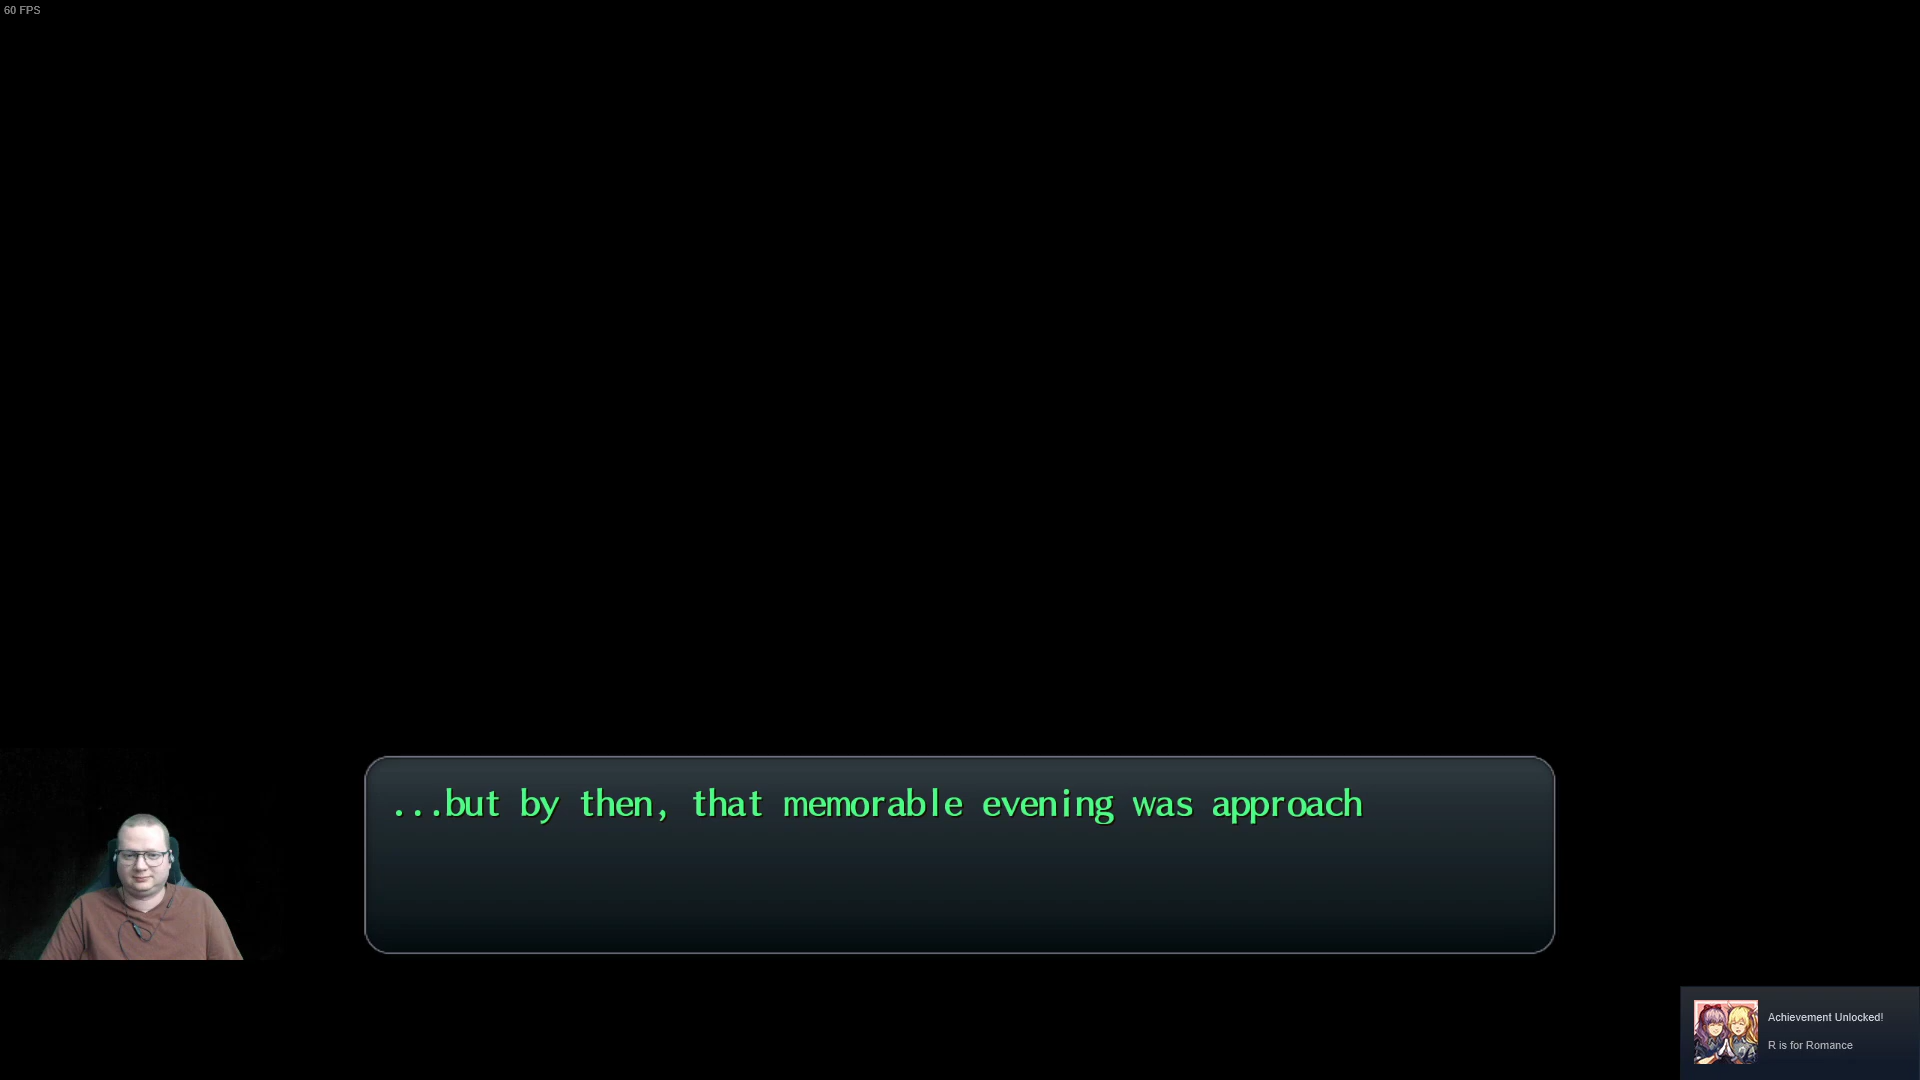 60 FPS
...but by then, that memorable evening was approach
Achievement Unlocked!
R is for Romance